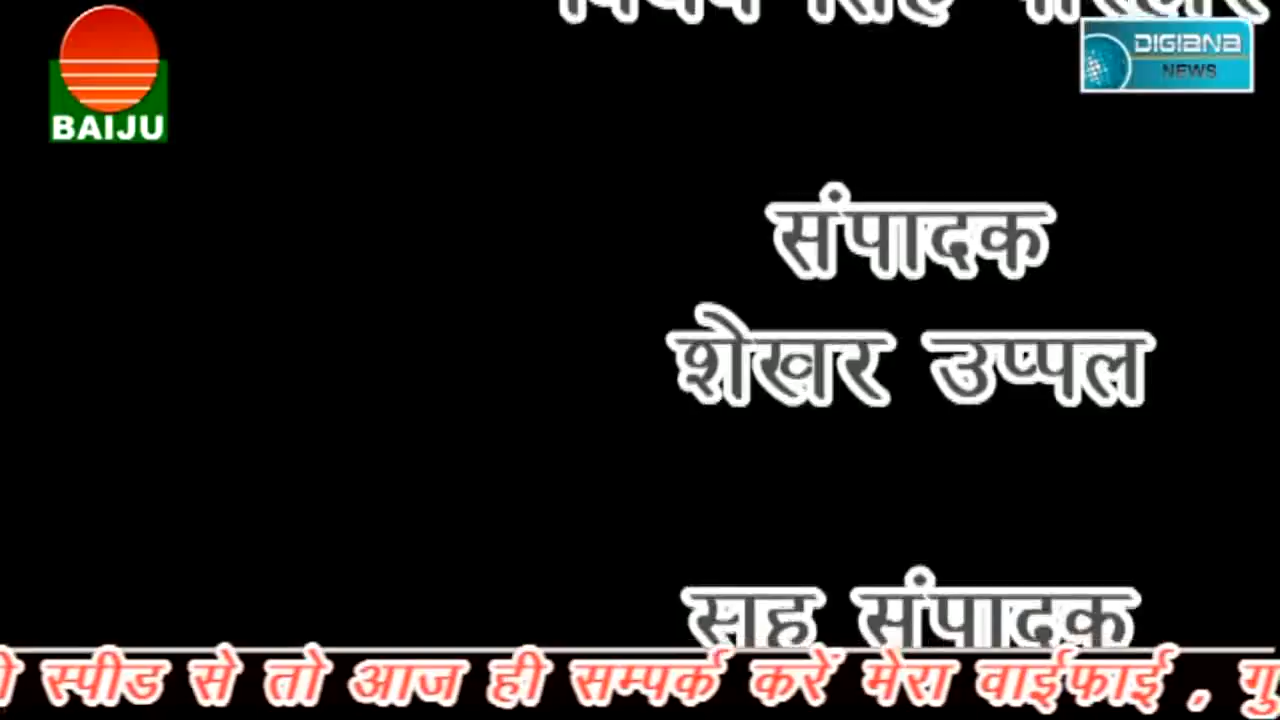 सिंह
DIGIANA
NEWS
BAIJU
संपादक
शेखर उप्पल
सह संपादक
स्पीड से तो आज ही सम्पर्क करें मेरा वाईफाई ,